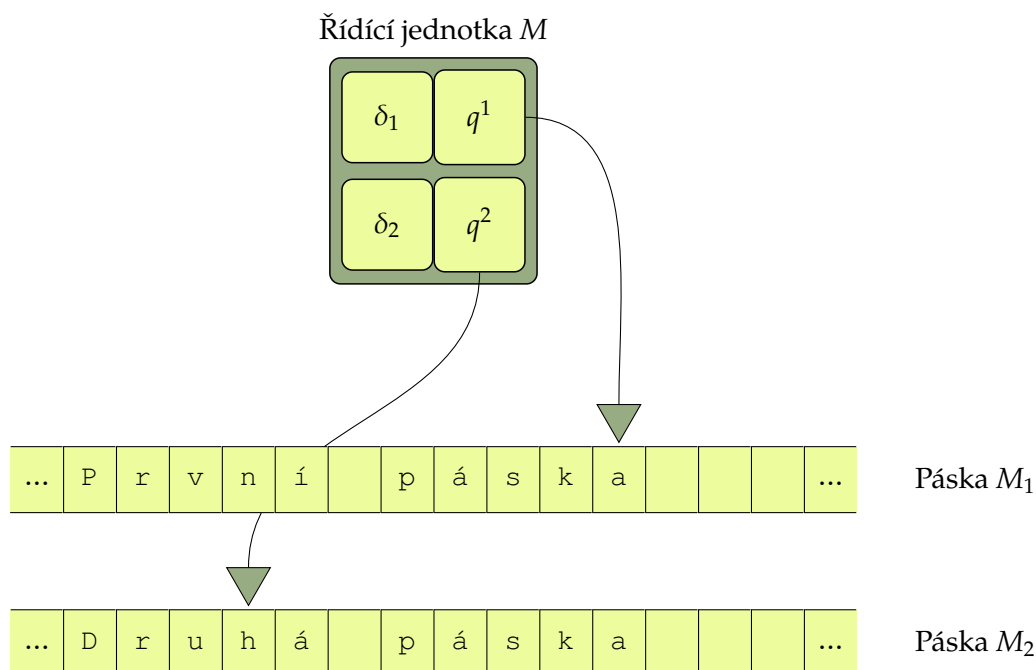 Řídící jednotka M
δ₁ q¹
δ₂ q²
... P r v n í p á s k a ... Páska M₁
... D r u h á p á s k a ... Páska M₂